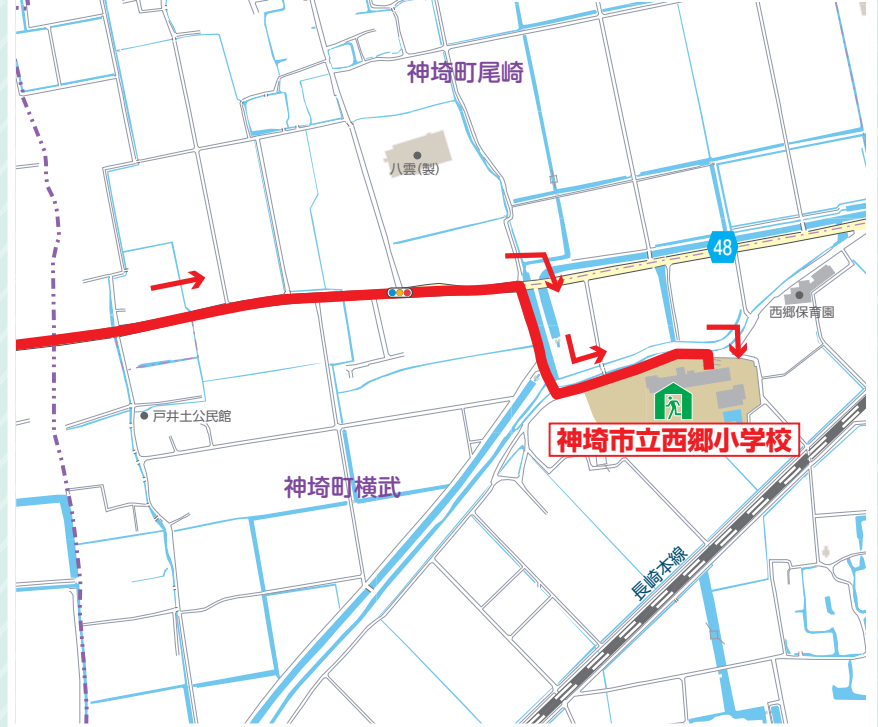 神埼町尾崎
八雲(製)
48
西郷保育園
戸井土公民館
神埼市立西郷小学校
神埼町横武
長崎本線